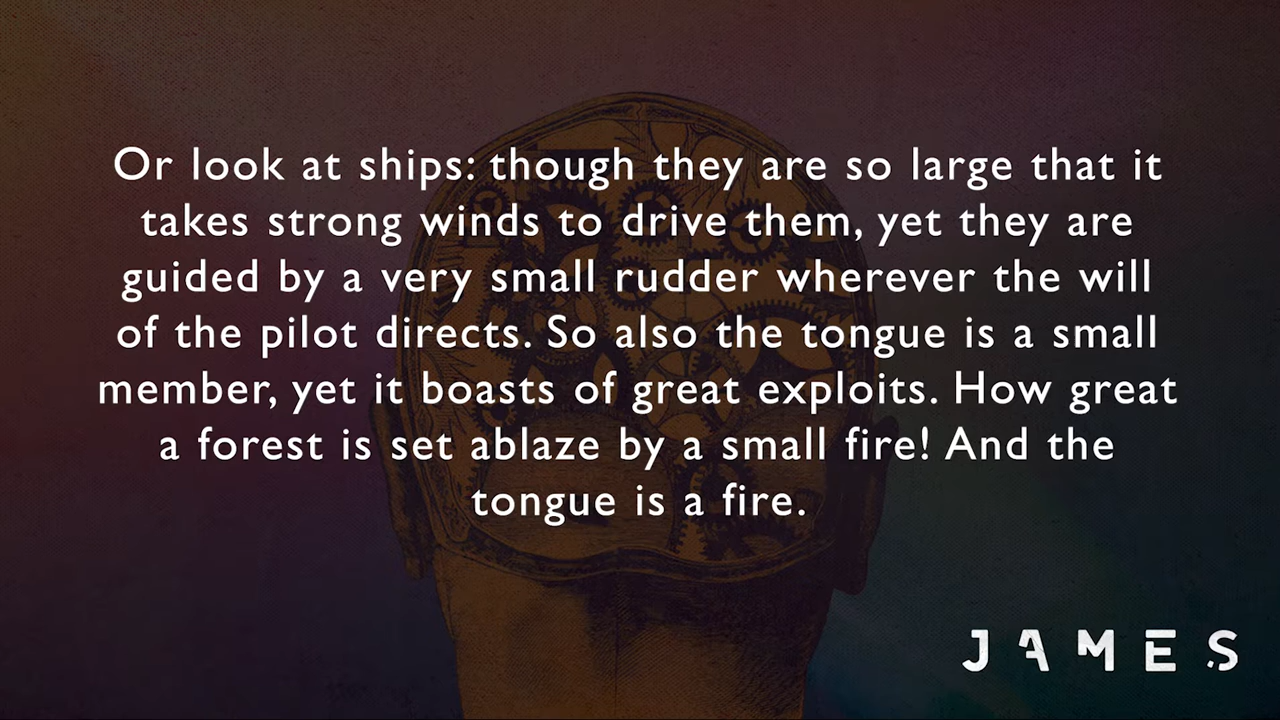 Or look at ships: though they are so large that it
takes strong winds to drive them, yet they are
guided by a very small rudder wherever the will
of the pilot directs. So also the tongue is a small
member, yet it boasts of great exploits. How great
a forest is set ablaze by a small fire! And the
tongue is a fire.
JAMES